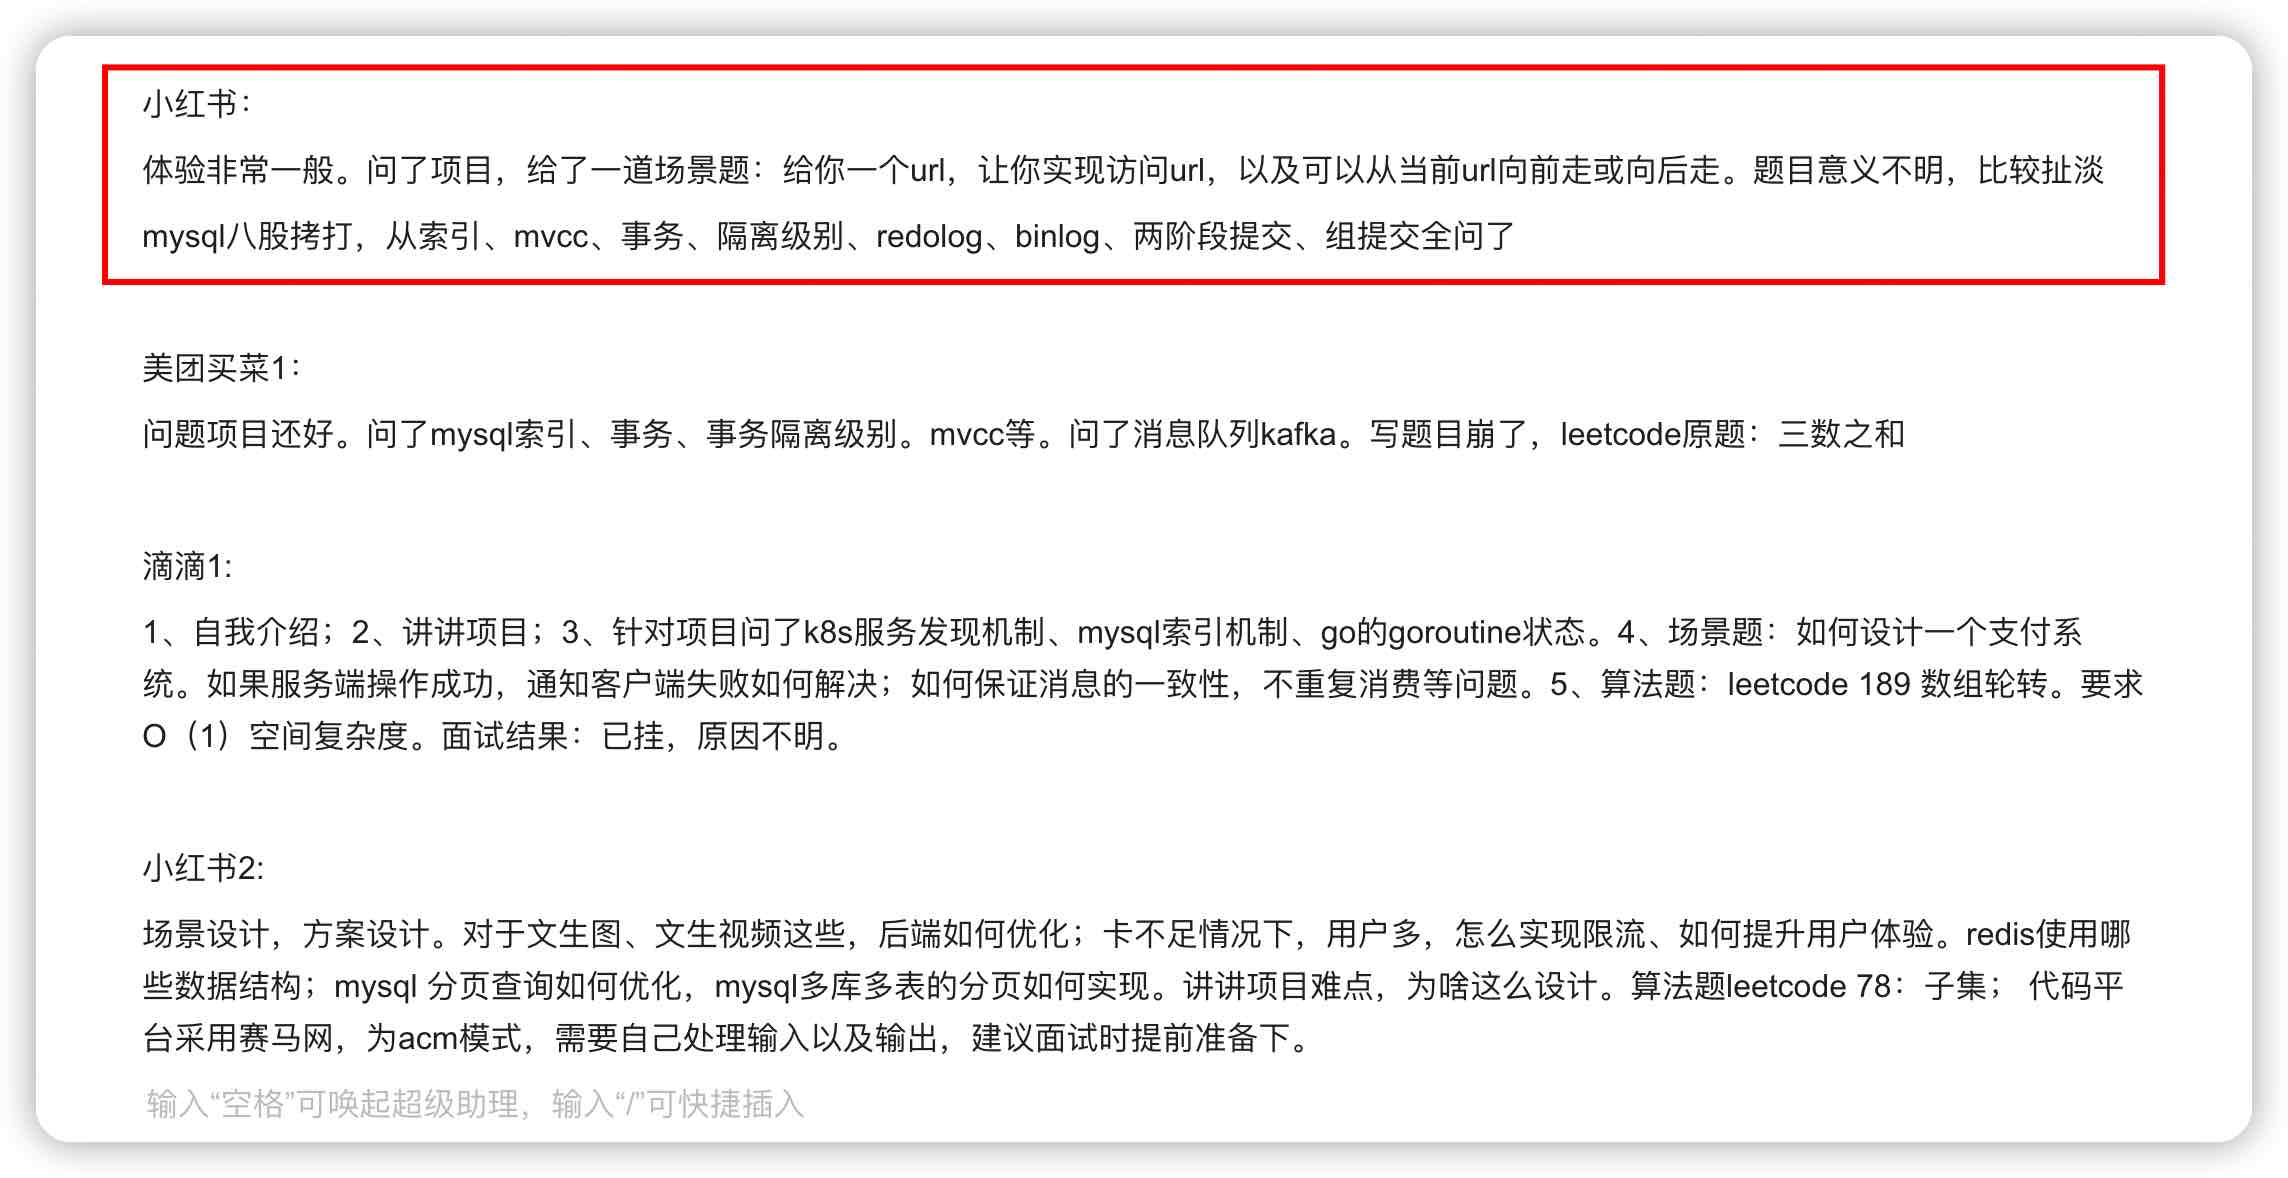 小红书：
体验非常一般。问了项目，给了一道场景题：给你一个url，让你实现访问url，以及可以从当前url向前走或向后走。题目意义不明，比较扯淡
mysql八股拷打，从索引、mvcc、事务、隔离级别、redolog、binlog、两阶段提交、组提交全问了
美团买菜1：
问题项目还好。问了mysql索引、事务、事务隔离级别。mvcc等。问了消息队列kafka。写题目崩了，leetcode原题：三数之和
滴滴1:
1、自我介绍；2、讲讲项目；3、针对项目问了k8s服务发现机制、mysql索引机制、go的goroutine状态。4、场景题：如何设计一个支付系
统。如果服务端操作成功，通知客户端失败如何解决；如何保证消息的一致性，不重复消费等问题。5、算法题：leetcode 189 数组轮转。要求
O（1）空间复杂度。面试结果：已挂，原因不明。
小红书2:
场景设计，方案设计。对于文生图、文生视频这些，后端如何优化；卡不足情况下，用户多，怎么实现限流、如何提升用户体验。redis使用哪
些数据结构；mysql 分页查询如何优化，mysql多库多表的分页如何实现。讲讲项目难点，为啥这么设计。算法题leetcode 78：子集； 代码平
台采用赛马网，为acm模式，需要自己处理输入以及输出，建议面试时提前准备下。
输入“空格”可唤起超级助理，输入“/”可快捷插入